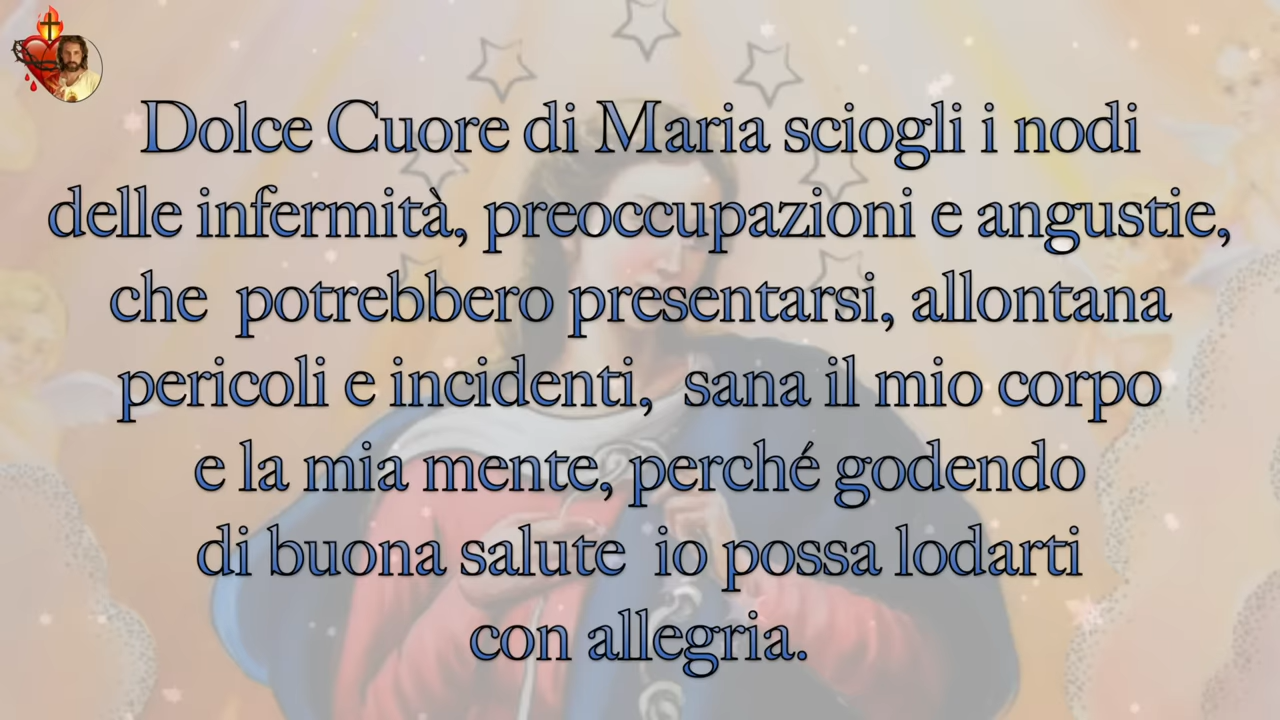 Dolce Cuore di Maria sciogli i nodi
delle infermità, preoccupazioni e angustie,
che potrebbero presentarsi, allontana
pericoli e incidenti, sana il mio corpo
e la mia mente, perché godendo
di buona salute io possa lodarti
con allegria.